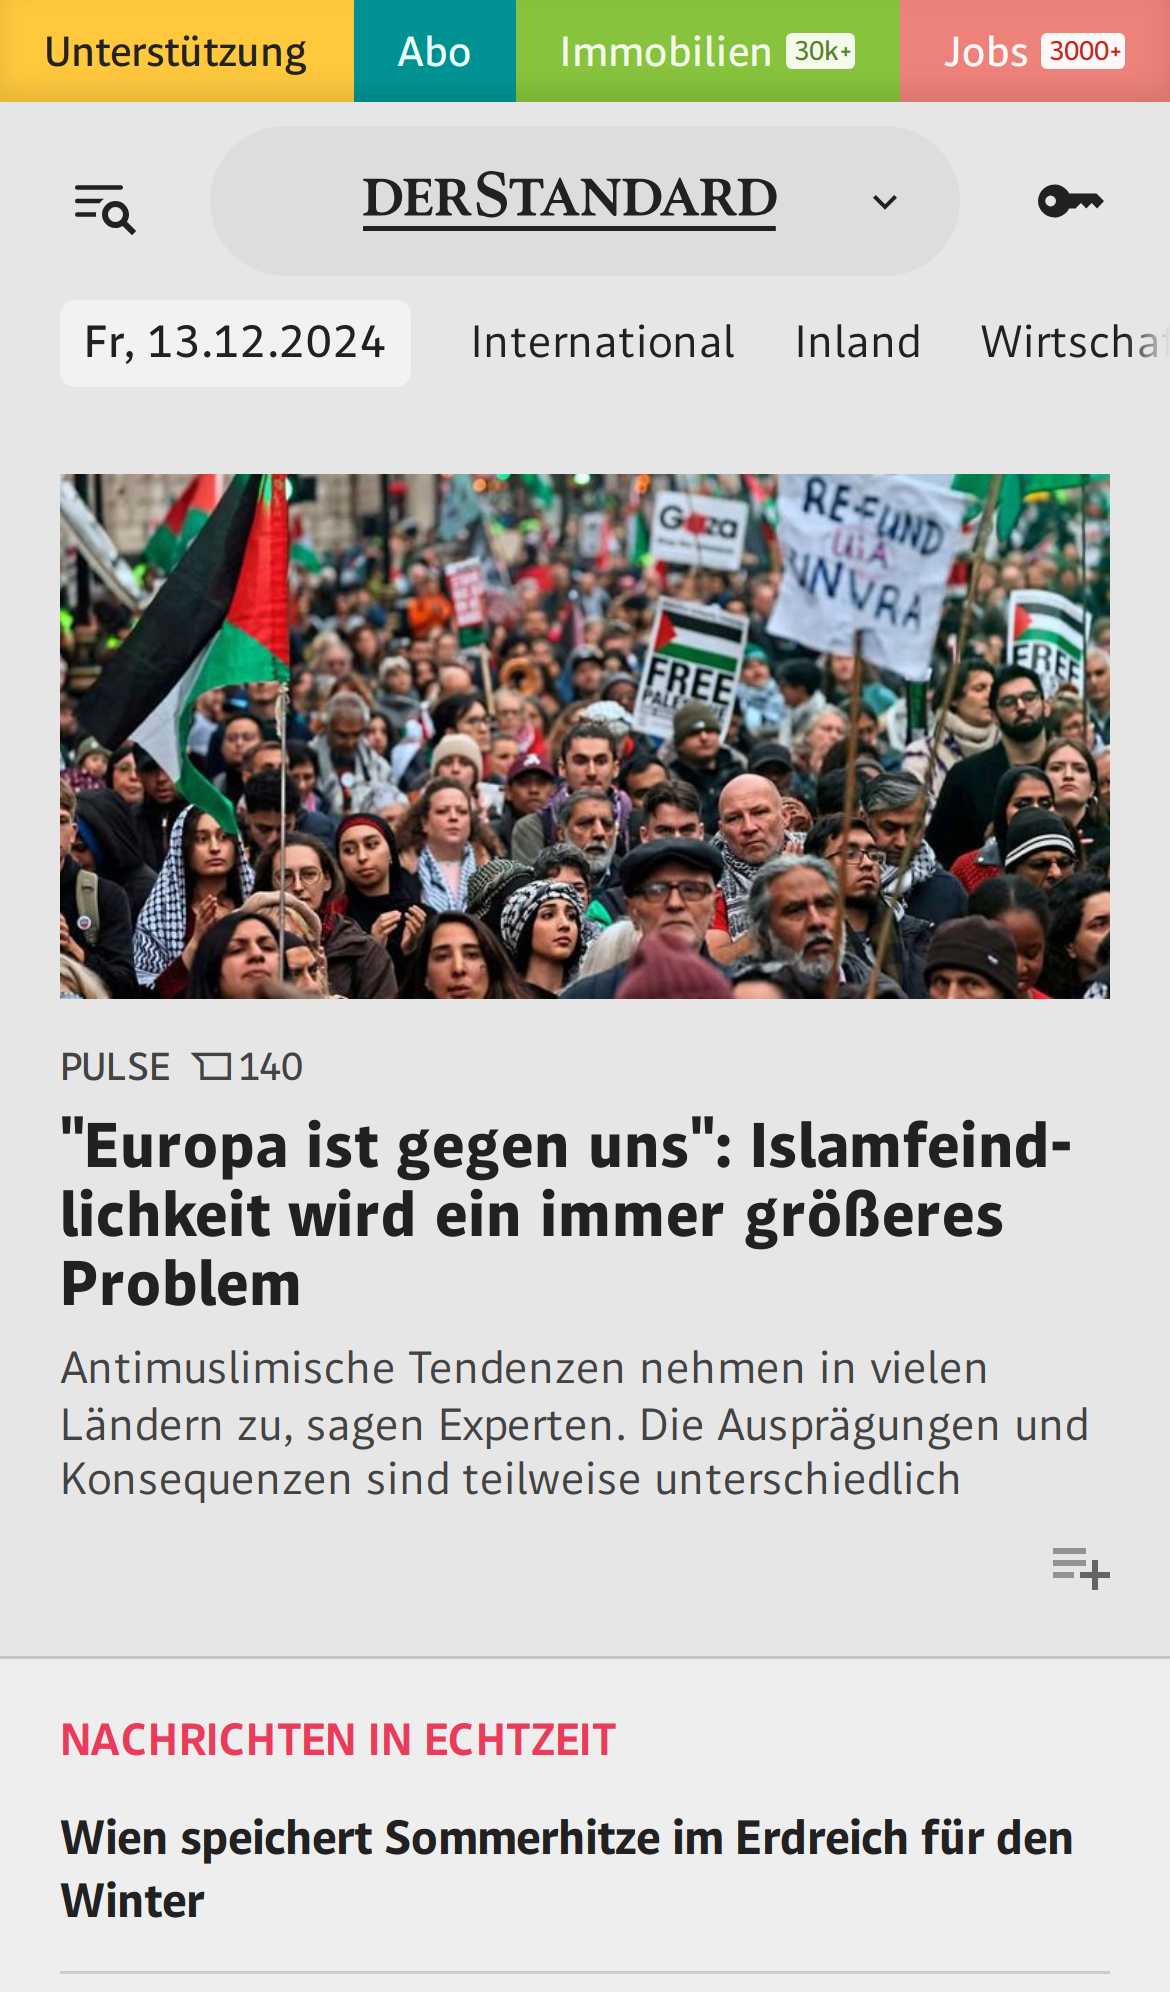 Unterstützung
Abo
Immobilien 30k+
Jobs 3000+
DERSTANDARD
Fr, 13.12.2024
International
Inland
Wirtscha
Gaza
RE-FUND
UNVRA
FREE
PALESTINE
FREE
PULSE 140
"Europa ist gegen uns": Islamfeind-
lichkeit wird ein immer größeres
Problem
Antimuslimische Tendenzen nehmen in vielen
Ländern zu, sagen Experten. Die Ausprägungen und
Konsequenzen sind teilweise unterschiedlich
NACHRICHTEN IN ECHTZEIT
Wien speichert Sommerhitze im Erdreich für den
Winter